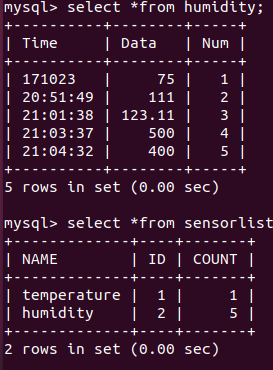 mysql> select *from humidity;
+----------+--------+-----+
| Time     | Data   | Num |
+----------+--------+-----+
| 171023   |     75 |   1 |
| 20:51:49 |    111 |   2 |
| 21:01:38 | 123.11 |   3 |
| 21:03:37 |    500 |   4 |
| 21:04:32 |    400 |   5 |
+----------+--------+-----+
5 rows in set (0.00 sec)
mysql> select *from sensorlist
+-------------+----+-------+
| NAME        | ID | COUNT |
+-------------+----+-------+
| temperature |  1 |     1 |
| humidity    |  2 |     5 |
+-------------+----+-------+
2 rows in set (0.00 sec)